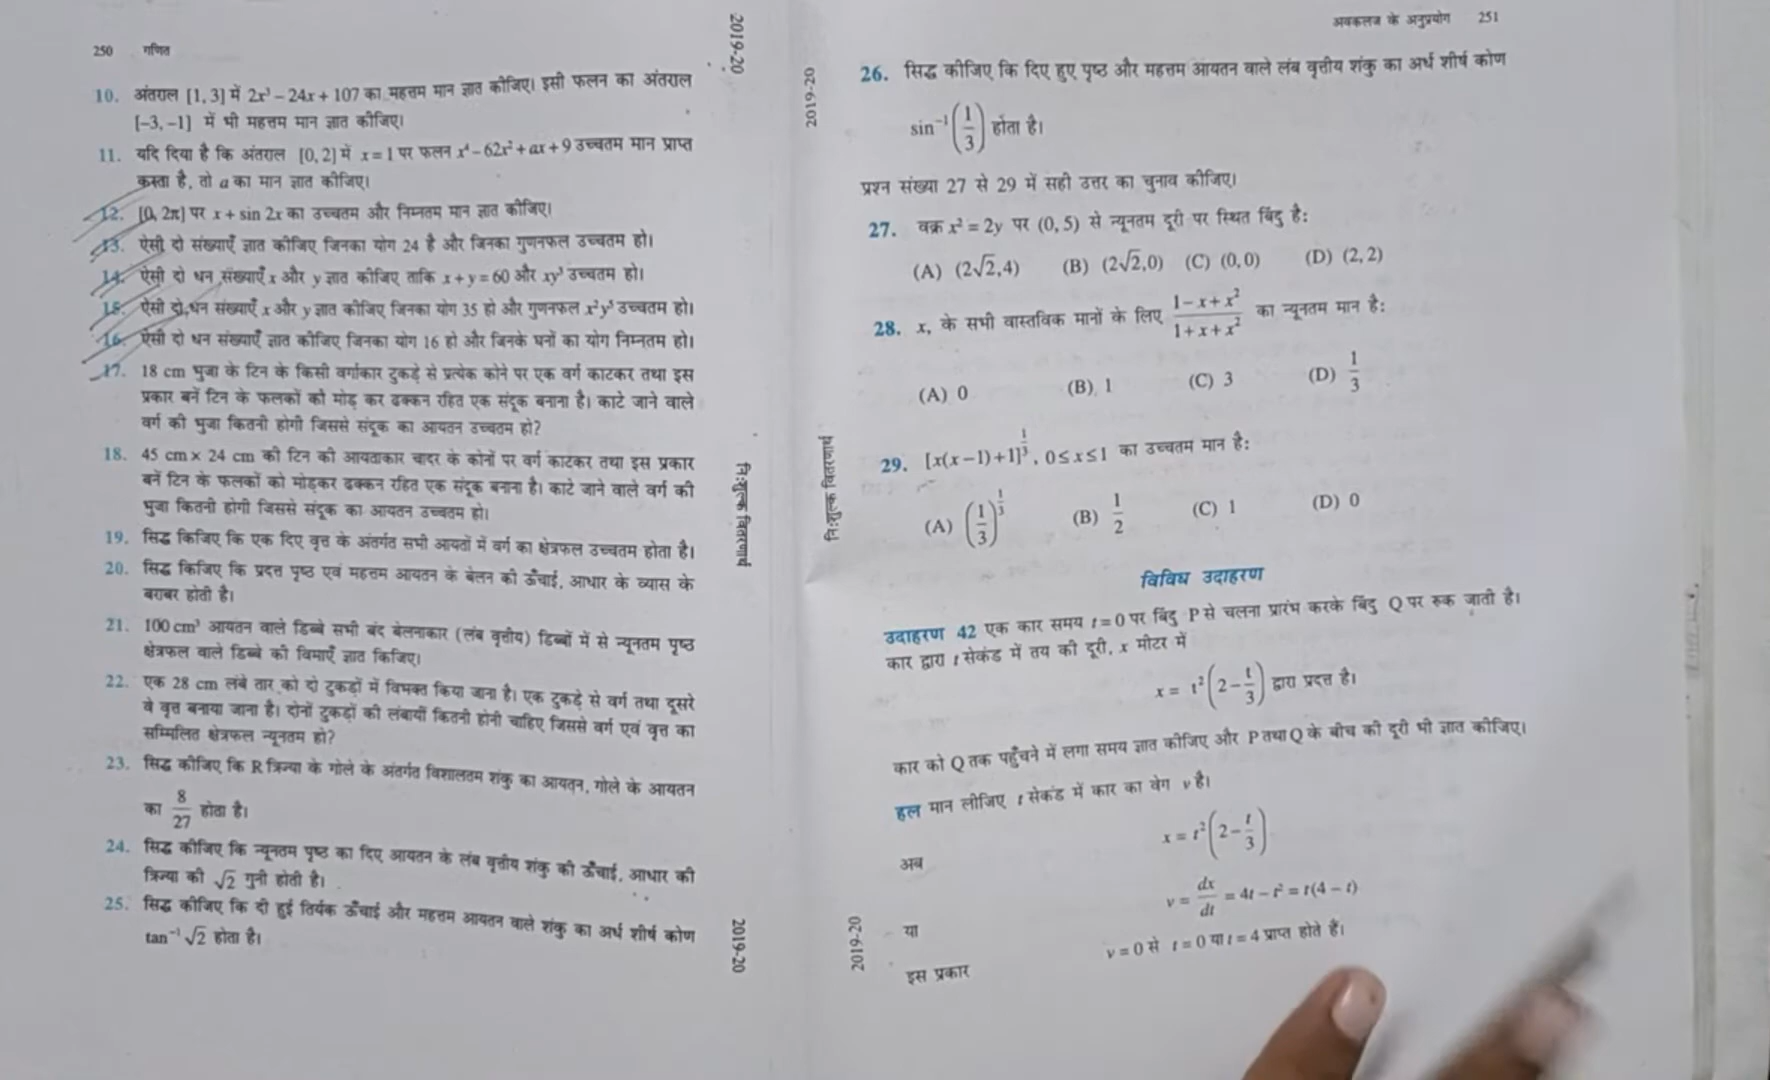 250 गणित
10. अंतराल [1, 3] में 2x³ – 24x + 107 का महत्तम मान ज्ञात कीजिए। इसी फलन का अंतराल
[–3, –1] में भी महत्तम मान ज्ञात कीजिए।
11. यदि दिया है कि अंतराल [0, 2] में x = 1 पर फलन x⁴ – 62x² + ax + 9 उच्चतम मान प्राप्त
करता है, तो a का मान ज्ञात कीजिए।
12. [0, 2π] पर x + sin 2x का उच्चतम और निम्नतम मान ज्ञात कीजिए।
13. ऐसी दो संख्याएँ ज्ञात कीजिए जिनका योग 24 है और जिनका गुणनफल उच्चतम हो।
14. ऐसी दो धन संख्याएँ x और y ज्ञात कीजिए ताकि x + y = 60 और xy³ उच्चतम हो।
15. ऐसी दो धन संख्याएँ x और y ज्ञात कीजिए जिनका योग 35 हो और गुणनफल x²y⁵ उच्चतम हो।
16. ऐसी दो धन संख्याएँ ज्ञात कीजिए जिनका योग 16 हो और जिनके घनों का योग निम्नतम हो।
17. 18 cm भुजा के टिन के किसी वर्गाकार टुकड़े से प्रत्येक कोने पर एक वर्ग काटकर तथा इस
प्रकार बनें टिन के फलकों को मोड़ कर ढक्कन रहित एक संदूक बनाना है। काटे जाने वाले
वर्ग की भुजा कितनी होगी जिससे संदूक का आयतन उच्चतम हो?
18. 45 cm × 24 cm की टिन की आयताकार चादर के कोनों पर वर्ग काटकर तथा इस प्रकार
बनें टिन के फलकों को मोड़कर ढक्कन रहित एक संदूक बनाना है। काटे जाने वाले वर्ग की
भुजा कितनी होगी जिससे संदूक का आयतन उच्चतम हो।
19. सिद्ध किजिए कि एक दिए वृत्त के अंतर्गत सभी आयतों में वर्ग का क्षेत्रफल उच्चतम होता है।
20. सिद्ध किजिए कि प्रदत्त पृष्ठ एवं महत्तम आयतन के बेलन की ऊँचाई, आधार के व्यास के
बराबर होती है।
21. 100 cm³ आयतन वाले डिब्बे सभी बंद बेलनाकार (लंब वृत्तीय) डिब्बों में से न्यूनतम पृष्ठ
क्षेत्रफल वाले डिब्बे की विमाएँ ज्ञात किजिए।
22. एक 28 cm लंबे तार को दो टुकड़ों में विभक्त किया जाना है। एक टुकड़े से वर्ग तथा दूसरे
वे वृत्त बनाया जाना है। दोनों टुकड़ों की लंबायीं कितनी होनी चाहिए जिससे वर्ग एवं वृत्त का
सम्मिलित क्षेत्रफल न्यूनतम हो?
23. सिद्ध कीजिए कि R त्रिज्या के गोले के अंतर्गत विशालतम शंकु का आयतन, गोले के आयतन
का 8/27 होता है।
24. सिद्ध कीजिए कि न्यूनतम पृष्ठ का दिए आयतन के लंब वृत्तीय शंकु की ऊँचाई, आधार की
त्रिज्या की √2 गुनी होती है।
25. सिद्ध कीजिए कि दी हुई तिर्यक ऊँचाई और महत्तम आयतन वाले शंकु का अर्ध शीर्ष कोण
tan⁻¹ √2 होता है।
2019-20
नि:शुल्क वितरणार्थ
2019-20
2019-20
नि:शुल्क वितरणार्थ
2019-20
अवकलज के अनुप्रयोग 251
26. सिद्ध कीजिए कि दिए हुए पृष्ठ और महत्तम आयतन वाले लंब वृत्तीय शंकु का अर्ध शीर्ष कोण
sin⁻¹(1/3) होता है।
प्रश्न संख्या 27 से 29 में सही उत्तर का चुनाव कीजिए।
27. वक्र x² = 2y पर (0, 5) से न्यूनतम दूरी पर स्थित बिंदु है:
(A) (2√2,4) (B) (2√2,0) (C) (0, 0) (D) (2, 2)
28. x, के सभी वास्तविक मानों के लिए (1–x+x²)/(1+x+x²) का न्यूनतम मान है:
(A) 0 (B) 1 (C) 3 (D) 1/3
29. [x(x–1)+1]^(1/3), 0≤x≤1 का उच्चतम मान है:
(A) (1/3)^(1/3) (B) 1/2 (C) 1 (D) 0
विविध उदाहरण
उदाहरण 42 एक कार समय t = 0 पर बिंदु P से चलना प्रारंभ करके बिंदु Q पर रुक जाती है।
कार द्वारा t सेकंड में तय की दूरी, x मीटर में
x = t²(2–t/3) द्वारा प्रदत्त है।
कार को Q तक पहुँचने में लगा समय ज्ञात कीजिए और P तथा Q के बीच की दूरी भी ज्ञात कीजिए।
हल मान लीजिए t सेकंड में कार का वेग v है।
x = t²(2–t/3)
अब
v = dx/dt = 4t – t² = t(4 – t)
या
v = 0 से t = 0 या t = 4 प्राप्त होते हैं।
इस प्रकार